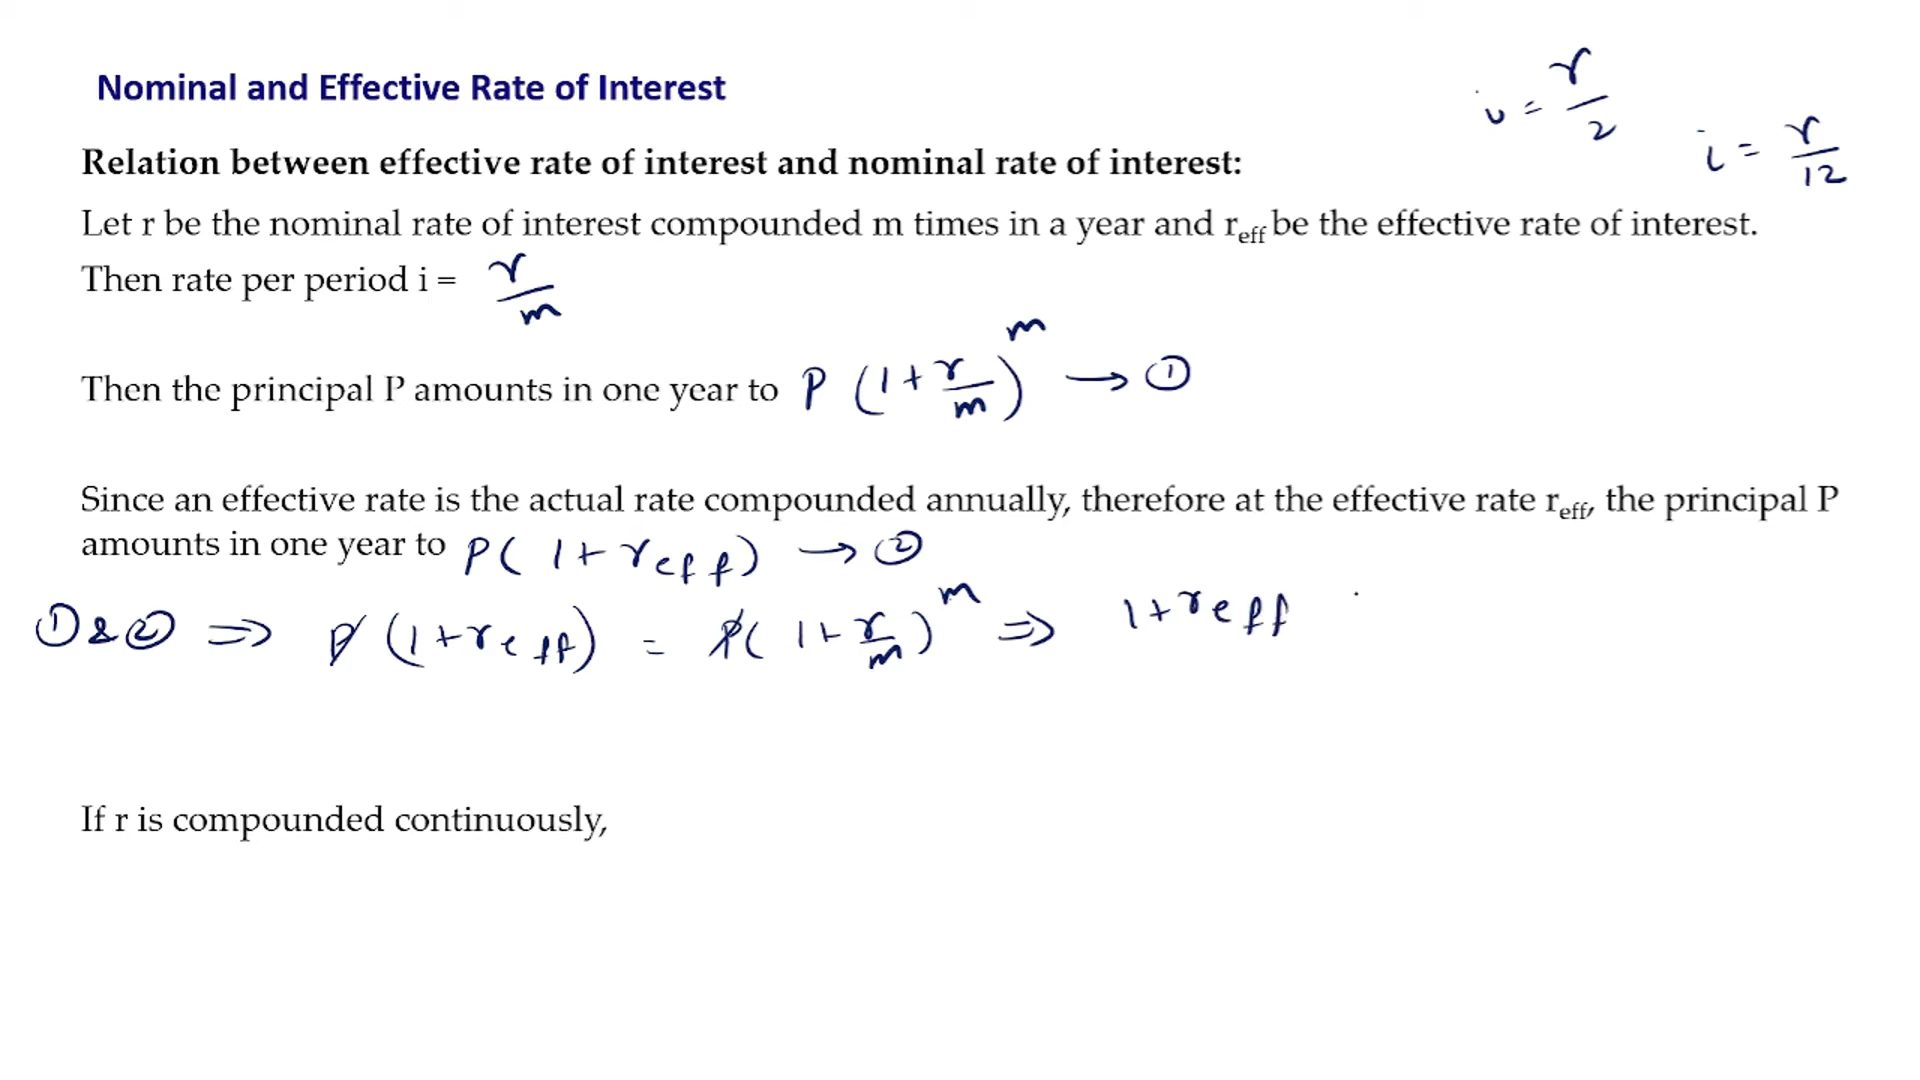 Nominal and Effective Rate of Interest
i = r/2
i = r/12
Relation between effective rate of interest and nominal rate of interest:
Let r be the nominal rate of interest compounded m times in a year and r_eff be the effective rate of interest.
Then rate per period i = r/m
Then the principal P amounts in one year to P (1 + r/m)^m → ①
Since an effective rate is the actual rate compounded annually, therefore at the effective rate r_eff, the principal P
amounts in one year to P( 1 + r_eff) → ②
① & ② ⇒ P (1 + r_eff) = P( 1 + r/m )^m ⇒ 1 + r_eff
If r is compounded continuously,